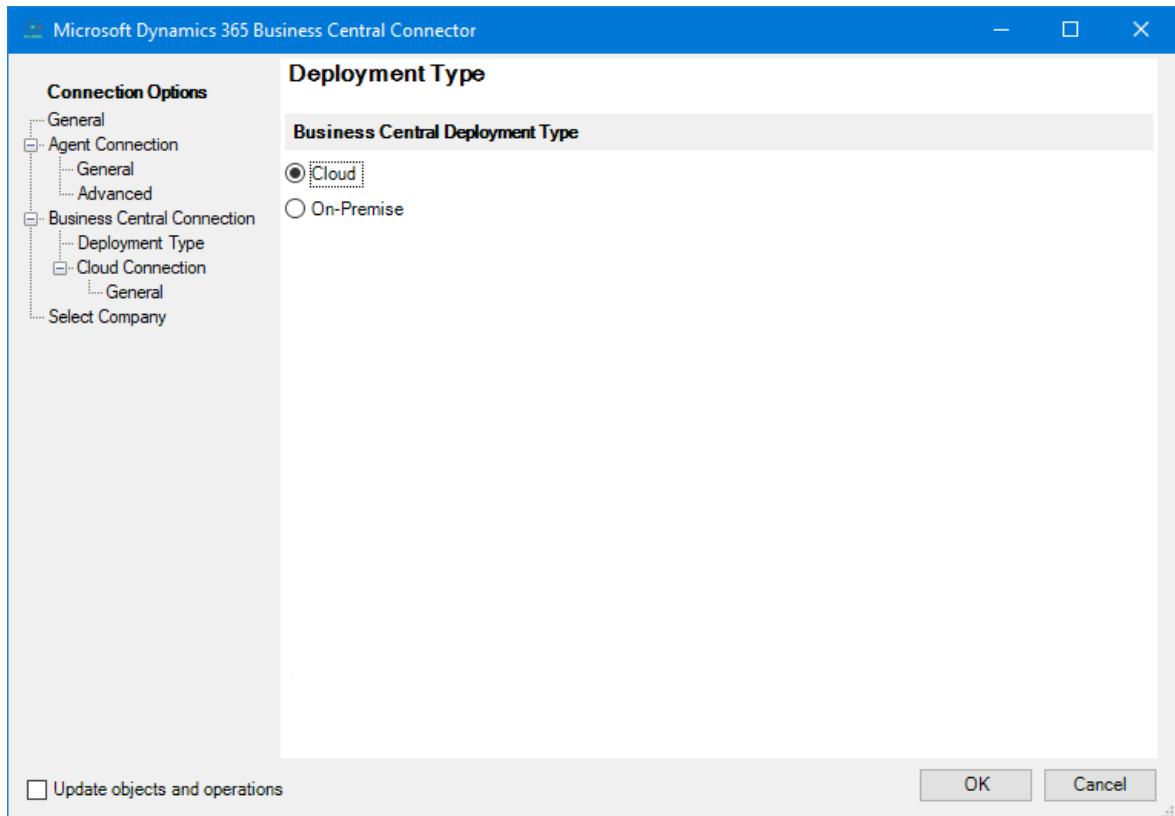 Microsoft Dynamics 365 Business Central Connector
Connection Options
General
Agent Connection
General
Advanced
Business Central Connection
Deployment Type
Cloud Connection
General
Select Company
Deployment Type
Business Central Deployment Type
Cloud
On-Premise
Update objects and operations
OK
Cancel